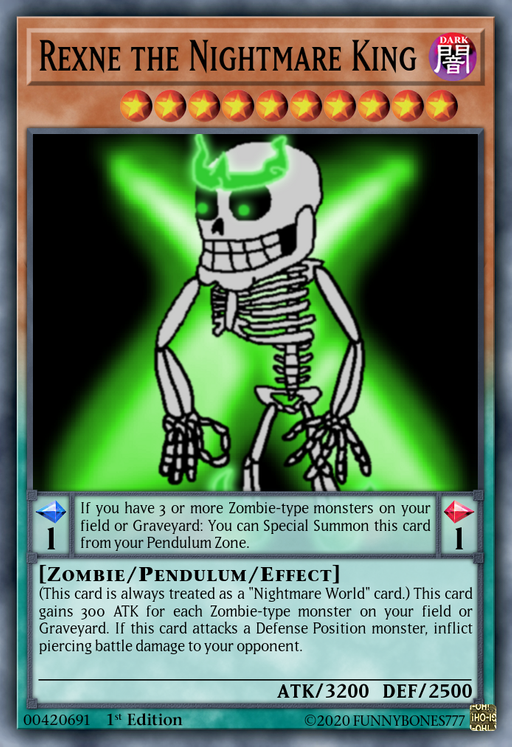 Rexne the Nightmare King
DARK
闇
If you have 3 or more Zombie-type monsters on your
field or Graveyard: You can Special Summon this card
from your Pendulum Zone.
1
1
[Zombie/Pendulum/Effect]
(This card is always treated as a "Nightmare World" card.) This card
gains 300 ATK for each Zombie-type monster on your field or
Graveyard. If this card attacks a Defense Position monster, inflict
piercing battle damage to your opponent.
ATK/3200 DEF/2500
00420691 1st Edition ©2020 FUNNYBONES777